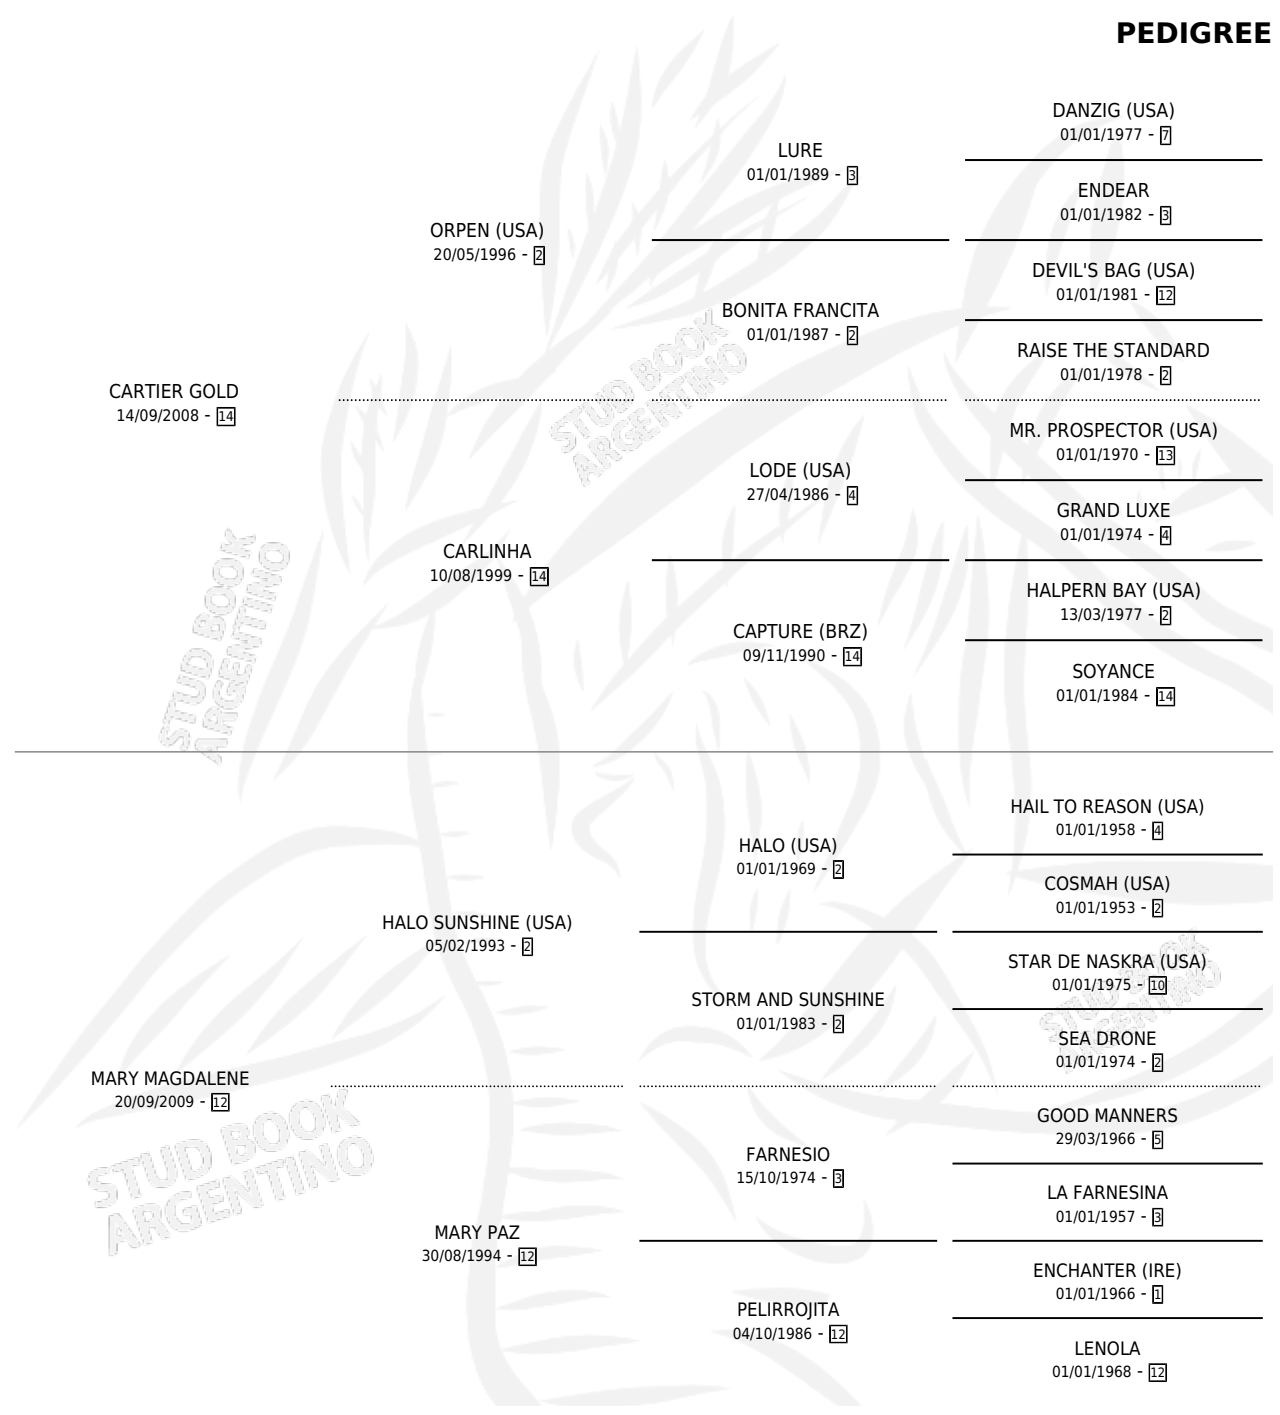 PEDIGREE
DANZIG (USA)
01/01/1977 - 7
LURE
01/01/1989 - 3
ENDEAR
01/01/1982 - 3
ORPEN (USA)
20/05/1996 - 2
DEVIL'S BAG (USA)
01/01/1981 - 12
BONITA FRANCITA
01/01/1987 - 2
RAISE THE STANDARD
01/01/1978 - 2
CARTIER GOLD
14/09/2008 - 14
MR. PROSPECTOR (USA)
01/01/1970 - 13
LODE (USA)
27/04/1986 - 4
GRAND LUXE
01/01/1974 - 4
CARLINHA
10/08/1999 - 14
HALPERN BAY (USA)
13/03/1977 - 2
CAPTURE (BRZ)
09/11/1990 - 14
SOYANCE
01/01/1984 - 14
HAIL TO REASON (USA)
01/01/1958 - 4
HALO (USA)
01/01/1969 - 2
COSMAH (USA)
01/01/1953 - 2
HALO SUNSHINE (USA)
05/02/1993 - 2
STAR DE NASKRA (USA)
01/01/1975 - 10
STORM AND SUNSHINE
01/01/1983 - 2
SEA DRONE
01/01/1974 - 2
MARY MAGDALENE
20/09/2009 - 12
GOOD MANNERS
29/03/1966 - 5
FARNESIO
15/10/1974 - 3
LA FARNESINA
01/01/1957 - 3
MARY PAZ
30/08/1994 - 12
ENCHANTER (IRE)
01/01/1966 - 1
PELIRROJITA
04/10/1986 - 12
LENOLA
01/01/1968 - 12
STUD BOOK
ARGENTINO
STUD BOOK
ARGENTINO
STUD BOOK
ARGENTINO
STUD BOOK
ARGENTINO